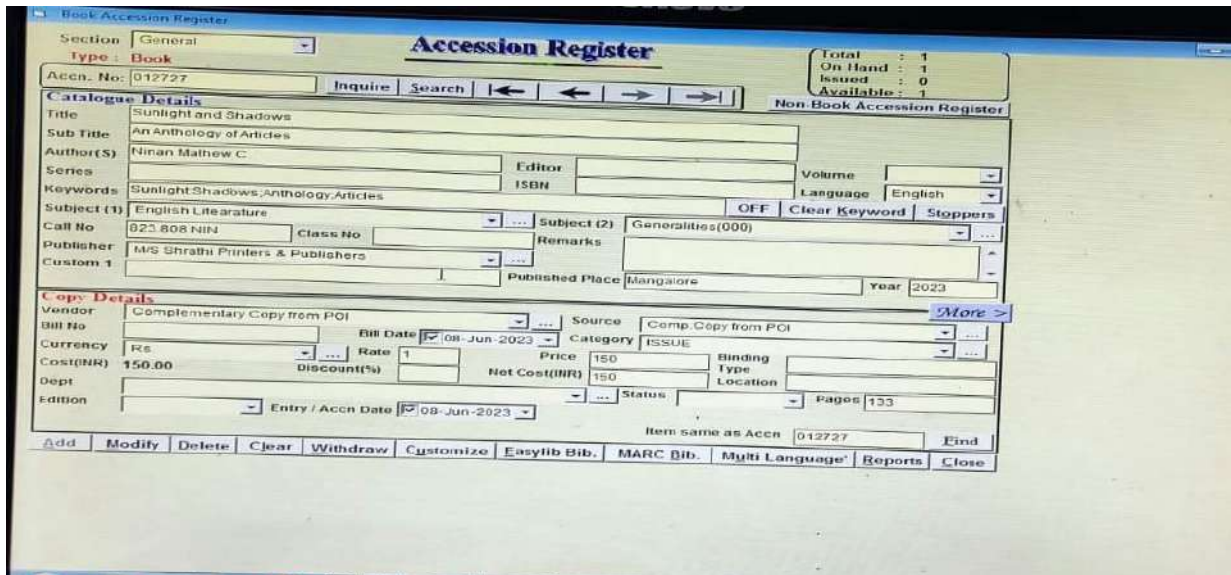 Book Accession Register
Section General
Accession Register
Total : 1
Type : Book
On Hand : 1
Issued : 0
Available : 1
Accn. No: 012727
Inquire Search
Non-Book Accession Register
Catalogue Details
Title Sunlight and Shadows
Sub Title An Anthology of Articles
Author(S) Ninan Mathew C.
Editor
Volume
Series
ISBN
Language English
Keywords Sunlight;Shadows;Anthology;Articles
OFF Clear Keyword Stoppers
Subject (1) English Litearature ... Subject (2) Generalities(000) ...
Call No 823.808 NIN Class No Remarks
Publisher M/S Shrathi Printers & Publishers ...
Custom 1 Published Place Mangalore Year 2023
Copy Details
More >
Vendor Complementary Copy from POI ... Source Comp.Copy from POI ...
Bill No Bill Date 08-Jun-2023 Category ISSUE ...
Currency Rs ... Rate 1 Price 150 Binding Type
Cost(INR) 150.00 Discount(%) Net Cost(INR) 150 Location
Dept ... Status Pages 133
Edition Entry / Accn Date 08-Jun-2023
Item same as Accn 012727 Find
Add Modify Delete Clear Withdraw Customize Easylib Bib. MARC Bib. Multi Language' Reports Close